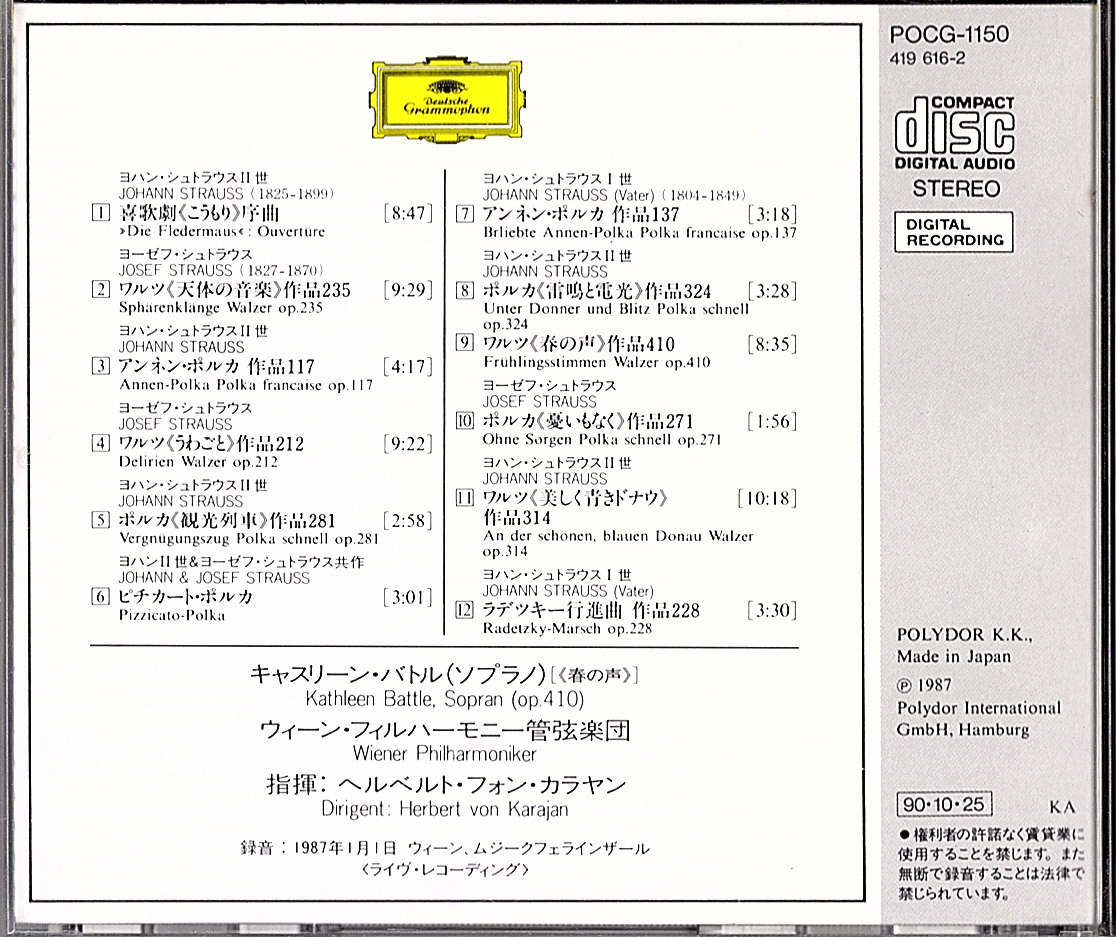 Deutsche
Grammophon
ヨハン・シュトラウスII世
JOHANN STRAUSS (1825-1899)
1 喜歌劇《こうもり》序曲 [8:47]
»Die Fledermaus«: Ouvertüre
ヨーゼフ・シュトラウス
JOSEF STRAUSS (1827-1870)
2 ワルツ《天体の音楽》作品235 [9:29]
Sphärenklänge Walzer op.235
ヨハン・シュトラウスII世
JOHANN STRAUSS
3 アンネン・ポルカ 作品117 [4:17]
Annen-Polka Polka francaise op.117
ヨーゼフ・シュトラウス
JOSEF STRAUSS
4 ワルツ《うわごと》作品212 [9:22]
Delirien Walzer op.212
ヨハン・シュトラウスII世
JOHANN STRAUSS
5 ポルカ《観光列車》作品281 [2:58]
Vergnügungszug Polka schnell op.281
ヨハンII世&ヨーゼフ・シュトラウス共作
JOHANN & JOSEF STRAUSS
6 ピチカート・ポルカ [3:01]
Pizzicato-Polka
ヨハン・シュトラウスI世
JOHANN STRAUSS (Vater) (1804-1849)
7 アンネン・ポルカ 作品137 [3:18]
Brliebte Annen-Polka Polka francaise op.137
ヨハン・シュトラウスII世
JOHANN STRAUSS
8 ポルカ《雷鳴と電光》作品324 [3:28]
Unter Donner und Blitz Polka schnell
op.324
9 ワルツ《春の声》作品410 [8:35]
Frühlingsstimmen Walzer op.410
ヨーゼフ・シュトラウス
JOSEF STRAUSS
10 ポルカ《憂いもなく》作品271 [1:56]
Ohne Sorgen Polka schnell op.271
ヨハン・シュトラウスII世
JOHANN STRAUSS
11 ワルツ《美しく青きドナウ》 [10:18]
作品314
An der schönen, blauen Donau Walzer
op.314
ヨハン・シュトラウスI世
JOHANN STRAUSS (Vater)
12 ラデツキー行進曲 作品228 [3:30]
Radetzky-Marsch op.228
キャスリーン・バトル(ソプラノ)[《春の声》]
Kathleen Battle, Sopran (op.410)
ウィーン・フィルハーモニー管弦楽団
Wiener Philharmoniker
指揮:ヘルベルト・フォン・カラヤン
Dirigent: Herbert von Karajan
録音:1987年1月1日 ウィーン、ムジークフェラインザール
〈ライヴ・レコーディング〉
POCG-1150
419 616-2
COMPACT
disc
DIGITAL AUDIO
STEREO
DIGITAL
RECORDING
POLYDOR K.K.,
Made in Japan
Ⓟ 1987
Polydor International
GmbH, Hamburg
90・10・25 KA
●権利者の許諾なく賃貸業に
使用することを禁じます。また
無断で録音することは法律で
禁じられています。